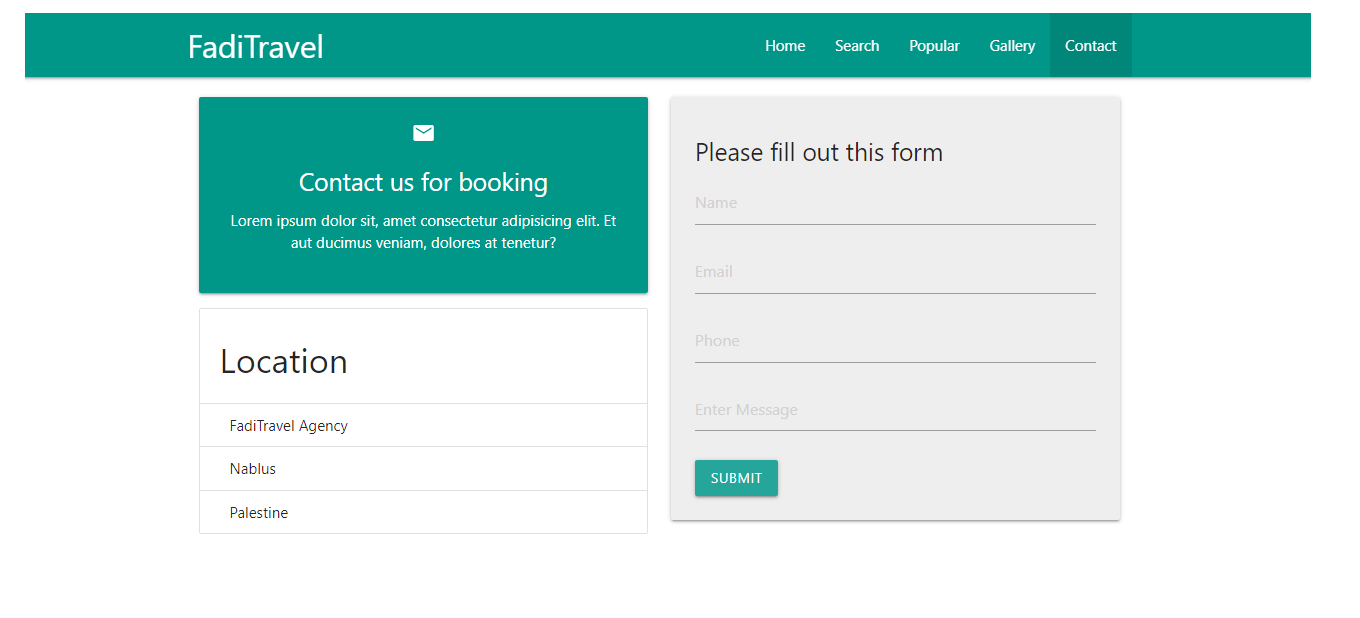 FadiTravel
Home Search Popular Gallery Contact
Contact us for booking
Lorem ipsum dolor sit, amet consectetur adipisicing elit. Et
aut ducimus veniam, dolores at tenetur?
Location
FadiTravel Agency
Nablus
Palestine
Please fill out this form
Name
Email
Phone
Enter Message
SUBMIT